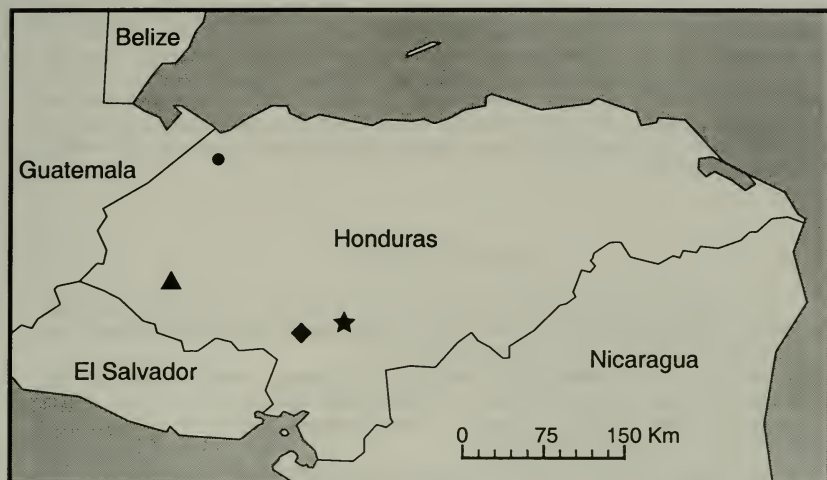 Belize
Guatemala
Honduras
El Salvador
Nicaragua
0 75 150 Km